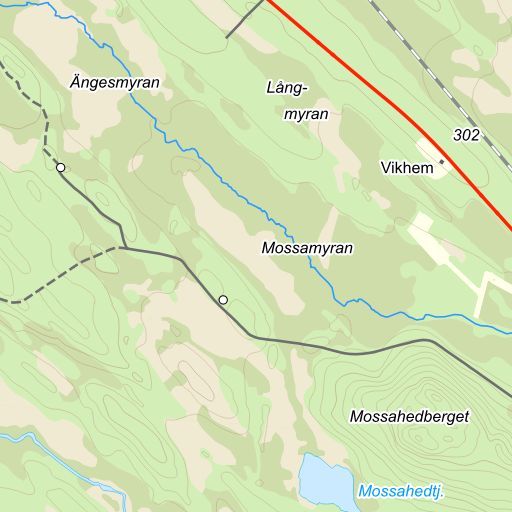 Ängesmyran
Lång-
myran
302
Vikhem
Mossamyran
Mossahedberget
Mossahedtj.